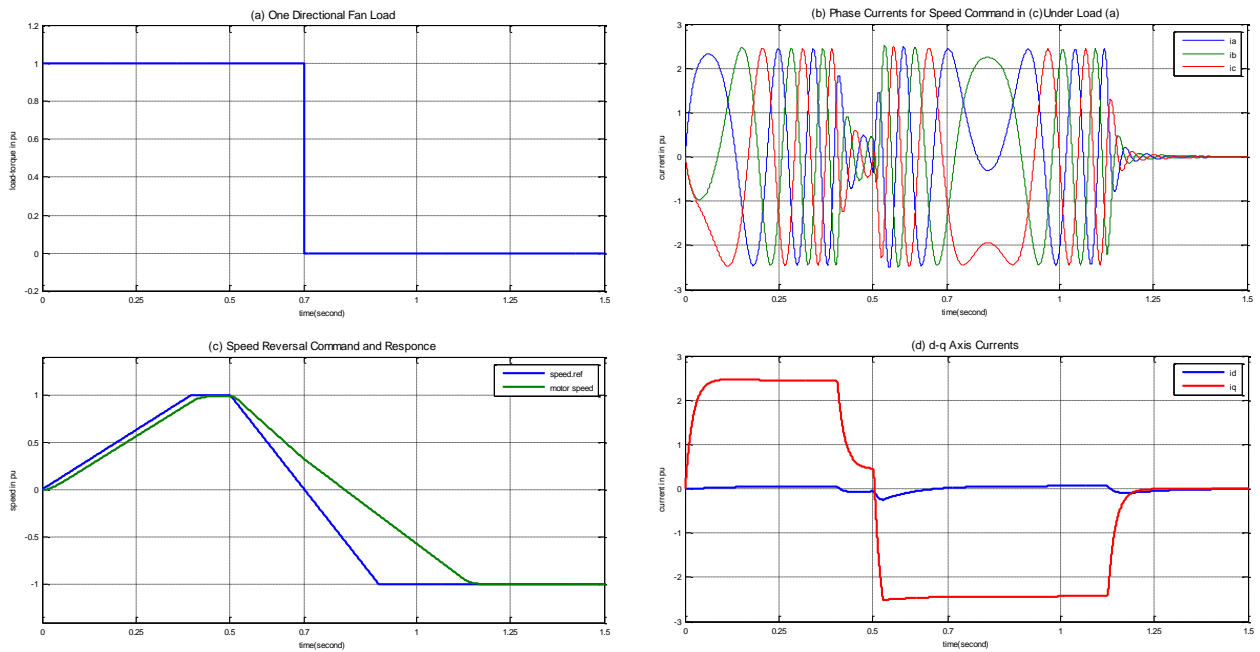 (a) One Directional Fan Load
1.2
1
0.8
0.6
0.4
0.2
0
-0.2
load-torque in pu
0 0.25 0.5 0.7 1 1.25 1.5
time(second)
(b) Phase Currents for Speed Command in (c)Under Load (a)
3
2
1
0
-1
-2
-3
current in pu
ia
ib
ic
0 0.25 0.5 0.7 1 1.25 1.5
time(second)
(c) Speed Reversal Command and Responce
1
0.5
0
-0.5
-1
speed in pu
speed.ref
motor speed
0 0.25 0.5 0.7 1 1.25 1.5
time(second)
(d) d-q Axis Currents
3
2
1
0
-1
-2
-3
current in pu
id
iq
0 0.25 0.5 0.7 1 1.25 1.5
time(second)